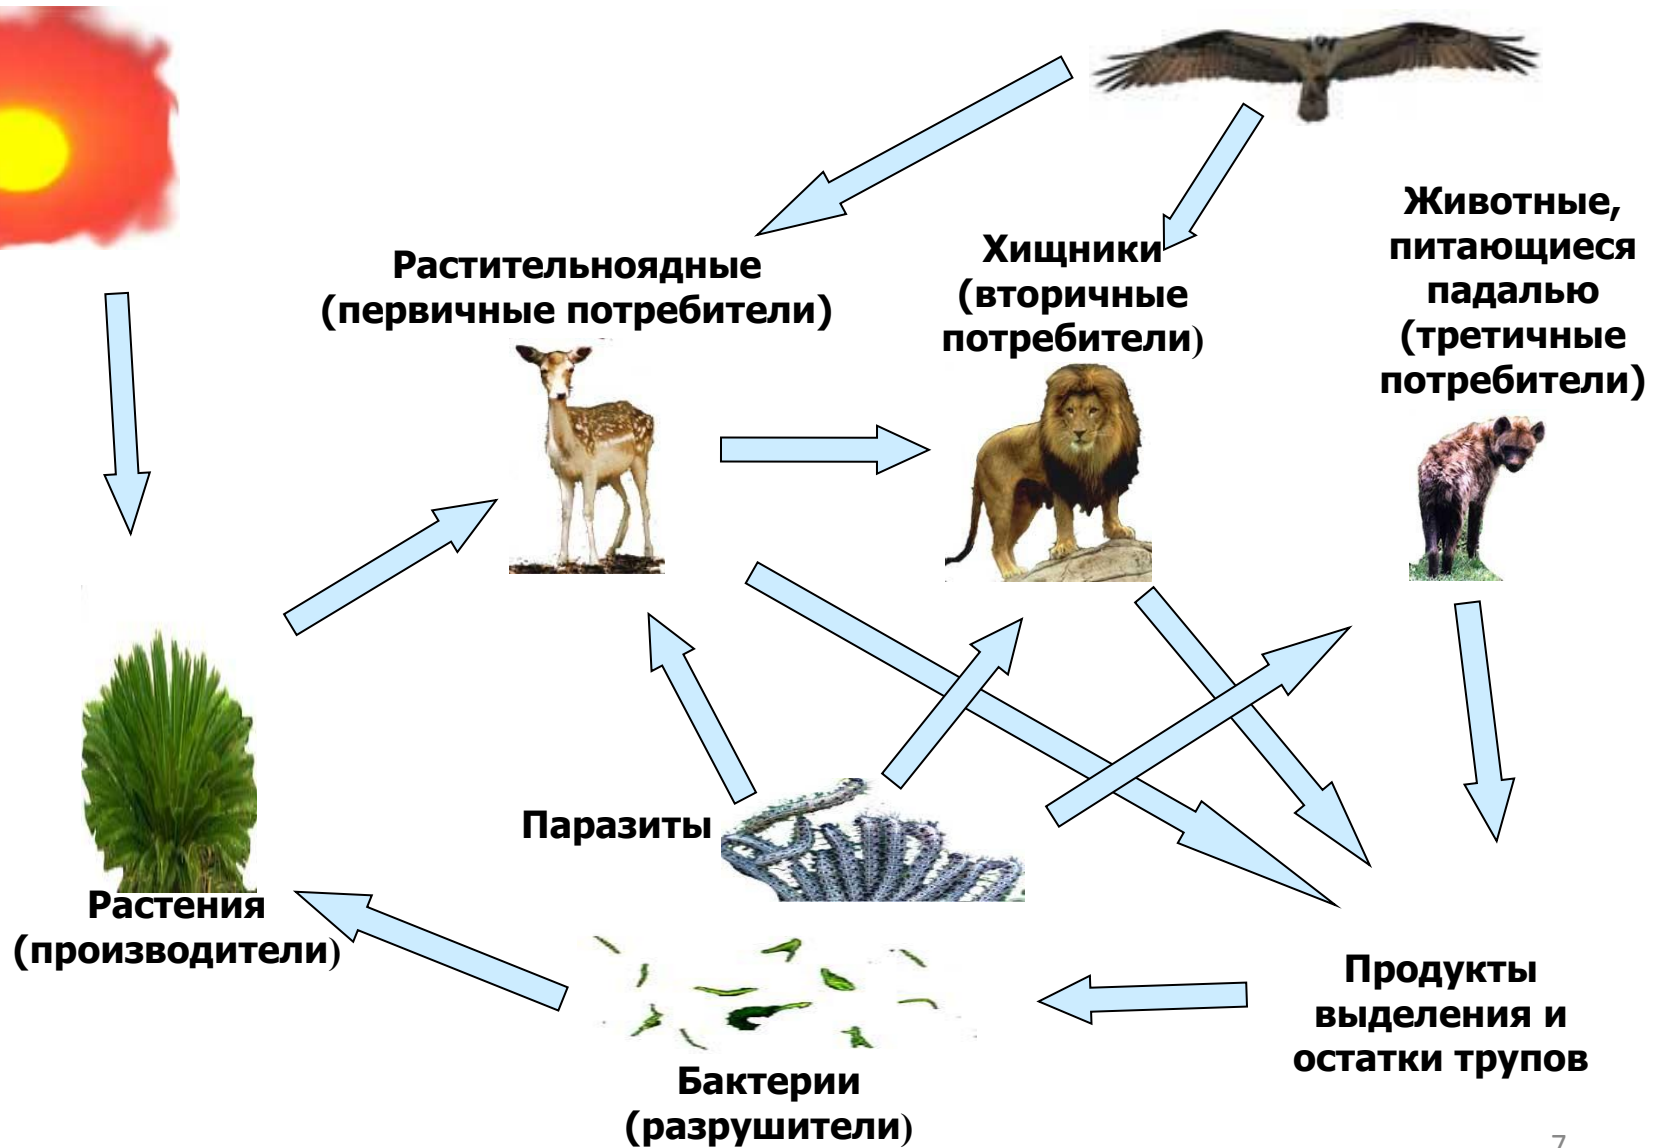 Растительноядные
(первичные потребители)
Хищники
(вторичные
потребители)
Животные,
питающиеся
падалью
(третичные
потребители)
Паразиты
Растения
(производители)
Продукты
выделения и
остатки трупов
Бактерии
(разрушители)
7